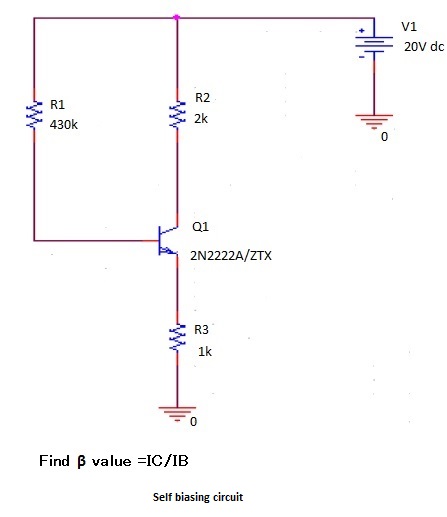 V1
20V dc
+
-
0
R1
430k
R2
2k
Q1
2N2222A/ZTX
R3
1k
0
Find β value =IC/IB
Self biasing circuit